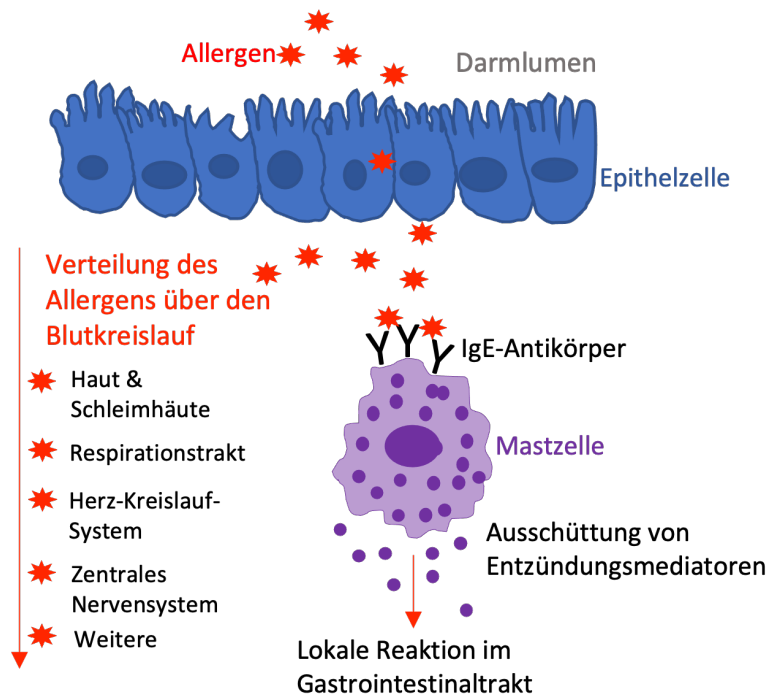 Allergen
Darmlumen
Epithelzelle
Verteilung des
Allergens über den
Blutkreislauf
Haut &
Schleimhäute
Respirationstrakt
Herz-Kreislauf-
System
Zentrales
Nervensystem
Weitere
IgE-Antikörper
Mastzelle
Ausschüttung von
Entzündungsmediatoren
Lokale Reaktion im
Gastrointestinaltrakt